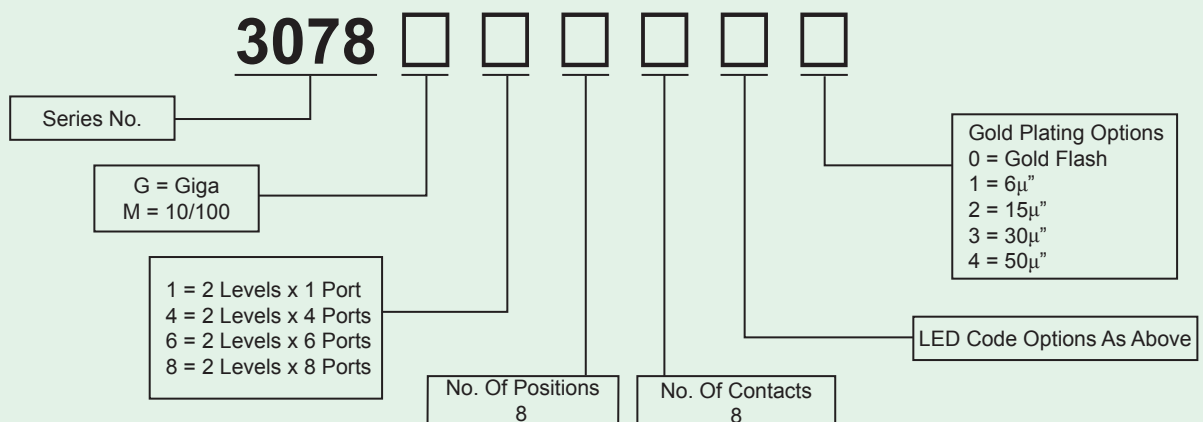 3078
Series No.
G = Giga
M = 10/100
1 = 2 Levels x 1 Port
4 = 2 Levels x 4 Ports
6 = 2 Levels x 6 Ports
8 = 2 Levels x 8 Ports
No. Of Positions
8
No. Of Contacts
8
LED Code Options As Above
Gold Plating Options
0 = Gold Flash
1 = 6µ”
2 = 15µ”
3 = 30µ”
4 = 50µ”